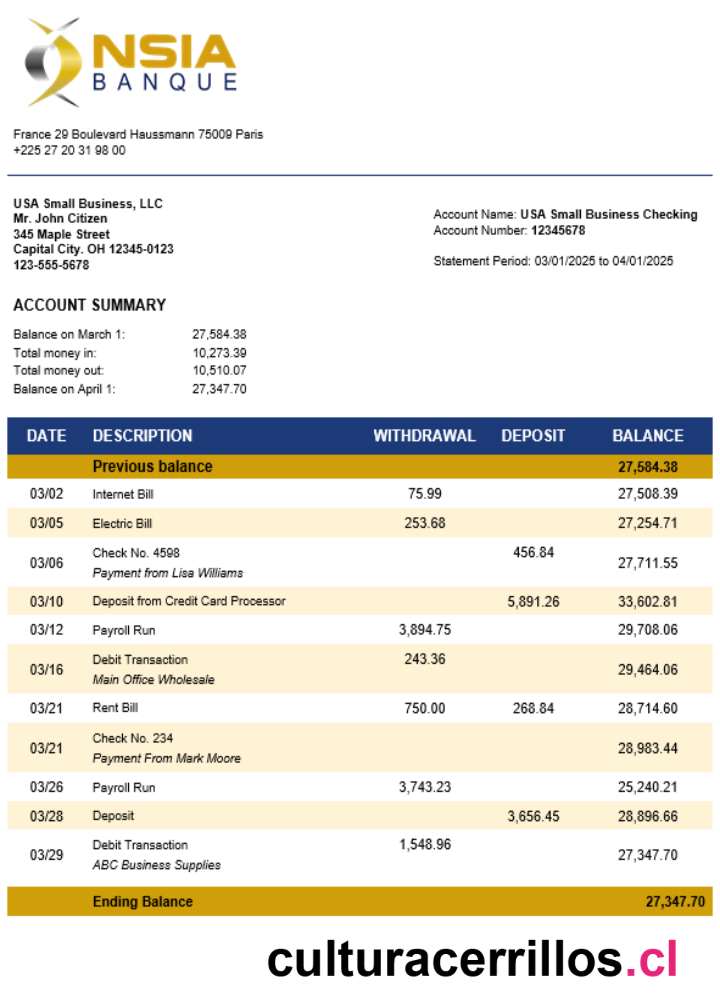 NSIA
BANQUE
France 29 Boulevard Haussmann 75009 Paris
+225 27 20 31 98 00
USA Small Business, LLC
Mr. John Citizen
345 Maple Street
Capital City. OH 12345-0123
123-555-5678
Account Name: USA Small Business Checking
Account Number: 12345678
Statement Period: 03/01/2025 to 04/01/2025
ACCOUNT SUMMARY
Balance on March 1: 27,584.38
Total money in: 10,273.39
Total money out: 10,510.07
Balance on April 1: 27,347.70
DATE DESCRIPTION WITHDRAWAL DEPOSIT BALANCE
Previous balance 27,584.38
03/02 Internet Bill 75.99 27,508.39
03/05 Electric Bill 253.68 27,254.71
03/06 Check No. 4598 456.84 27,711.55
Payment from Lisa Williams
03/10 Deposit from Credit Card Processor 5,891.26 33,602.81
03/12 Payroll Run 3,894.75 29,708.06
03/16 Debit Transaction 243.36 29,464.06
Main Office Wholesale
03/21 Rent Bill 750.00 268.84 28,714.60
03/21 Check No. 234 28,983.44
Payment From Mark Moore
03/26 Payroll Run 3,743.23 25,240.21
03/28 Deposit 3,656.45 28,896.66
03/29 Debit Transaction 1,548.96 27,347.70
ABC Business Supplies
Ending Balance 27,347.70
culturacerrillos.cl